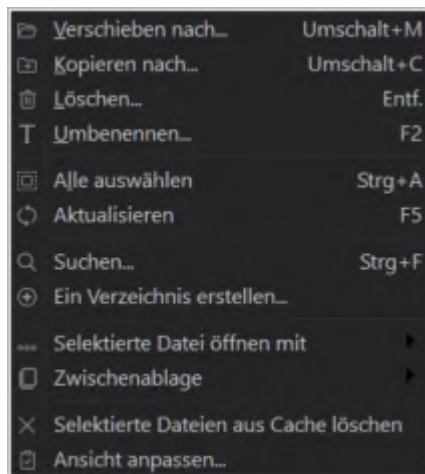 Verschieben nach... Umschalt+M
Kopieren nach... Umschalt+C
Löschen... Entf.
Umbenennen... F2
Alle auswählen Strg+A
Aktualisieren F5
Suchen... Strg+F
Ein Verzeichnis erstellen...
Selektierte Datei öffnen mit
Zwischenablage
Selektierte Dateien aus Cache löschen
Ansicht anpassen...